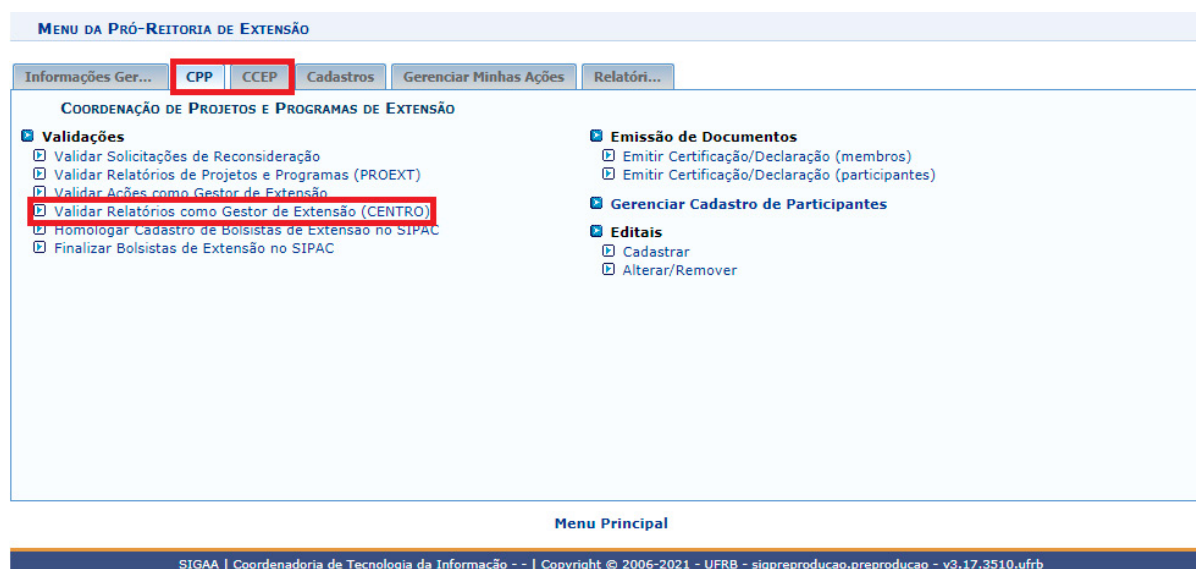 MENU DA PRÓ-REITORIA DE EXTENSÃO
Informações Ger... CPP CCEP Cadastros Gerenciar Minhas Ações Relatóri...
COORDENAÇÃO DE PROJETOS E PROGRAMAS DE EXTENSÃO
Validações
Validar Solicitações de Reconsideração
Validar Relatórios de Projetos e Programas (PROEXT)
Validar Ações como Gestor de Extensão
Validar Relatórios como Gestor de Extensão (CENTRO)
Homologar Cadastro de Bolsistas de Extensão no SIPAC
Finalizar Bolsistas de Extensão no SIPAC
Emissão de Documentos
Emitir Certificação/Declaração (membros)
Emitir Certificação/Declaração (participantes)
Gerenciar Cadastro de Participantes
Editais
Cadastrar
Alterar/Remover
Menu Principal
SIGAA | Coordenadoria de Tecnologia da Informação - - | Copyright © 2006-2021 - UFRB - sigpreproducao.preproducao - v3.17.3510.ufrb